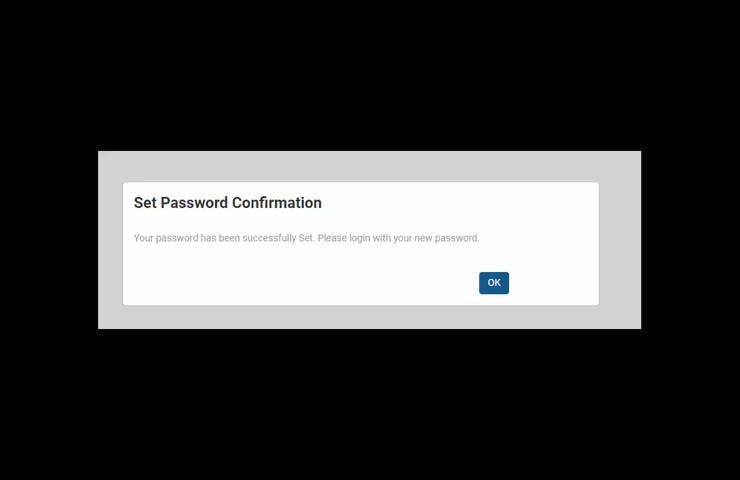 Set Password Confirmation
Your password has been successfully Set. Please login with your new password.
OK